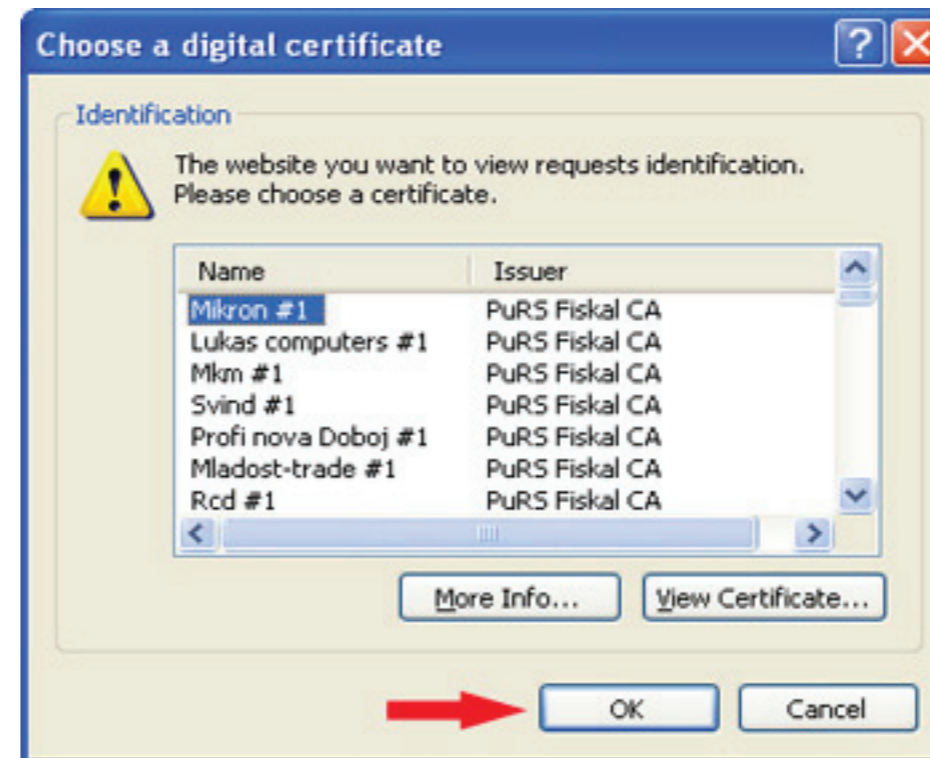 Choose a digital certificate
Identification
The website you want to view requests identification.
Please choose a certificate.
Name Issuer
Mikron #1 PuRS Fiskal CA
Lukas computers #1 PuRS Fiskal CA
Mkm #1 PuRS Fiskal CA
Svind #1 PuRS Fiskal CA
Profi nova Doboj #1 PuRS Fiskal CA
Mladost-trade #1 PuRS Fiskal CA
Rcd #1 PuRS Fiskal CA
More Info... View Certificate...
OK Cancel